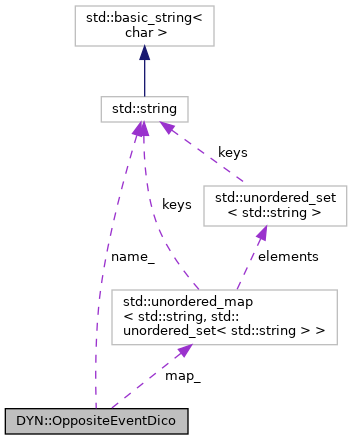 std::basic_string<
char >
std::string
keys
std::unordered_set
< std::string >
keys
name_
elements
std::unordered_map
< std::string, std::
unordered_set< std::string > >
map_
DYN::OppositeEventDico